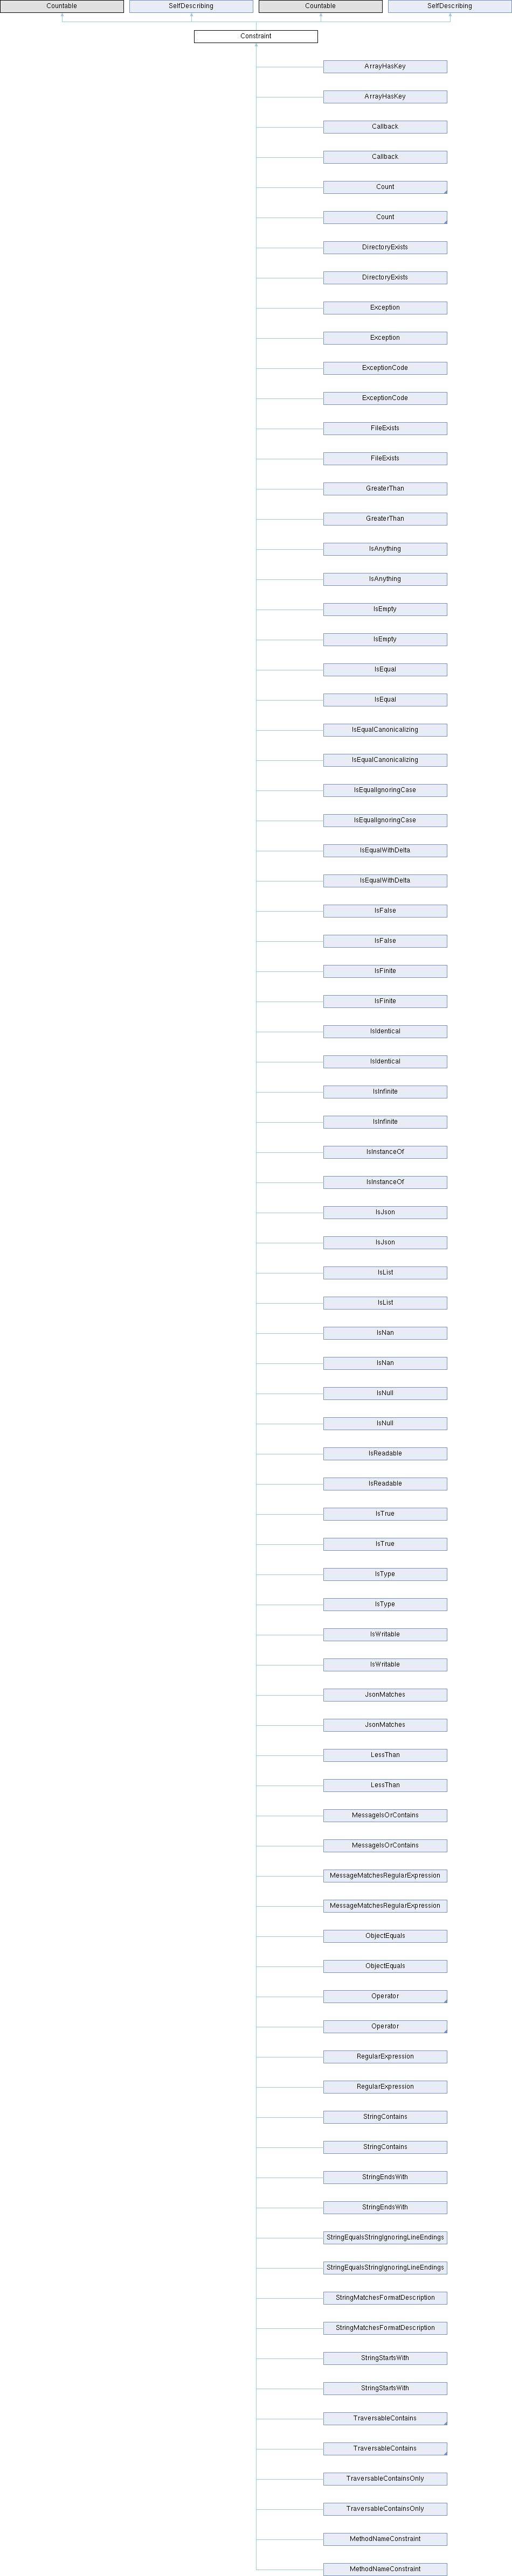 Countable SelfDescribing Countable SelfDescribing
Constraint
ArrayHasKey
ArrayHasKey
Callback
Callback
Count
Count
DirectoryExists
DirectoryExists
Exception
Exception
ExceptionCode
ExceptionCode
FileExists
FileExists
GreaterThan
GreaterThan
IsAnything
IsAnything
IsEmpty
IsEmpty
IsEqual
IsEqual
IsEqualCanonicalizing
IsEqualCanonicalizing
IsEqualIgnoringCase
IsEqualIgnoringCase
IsEqualWithDelta
IsEqualWithDelta
IsFalse
IsFalse
IsFinite
IsFinite
IsIdentical
IsIdentical
IsInfinite
IsInfinite
IsInstanceOf
IsInstanceOf
IsJson
IsJson
IsList
IsList
IsNan
IsNan
IsNull
IsNull
IsReadable
IsReadable
IsTrue
IsTrue
IsType
IsType
IsWritable
IsWritable
JsonMatches
JsonMatches
LessThan
LessThan
MessageIsOrContains
MessageIsOrContains
MessageMatchesRegularExpression
MessageMatchesRegularExpression
ObjectEquals
ObjectEquals
Operator
Operator
RegularExpression
RegularExpression
StringContains
StringContains
StringEndsWith
StringEndsWith
StringEqualsStringIgnoringLineEndings
StringEqualsStringIgnoringLineEndings
StringMatchesFormatDescription
StringMatchesFormatDescription
StringStartsWith
StringStartsWith
TraversableContains
TraversableContains
TraversableContainsOnly
TraversableContainsOnly
MethodNameConstraint
MethodNameConstraint